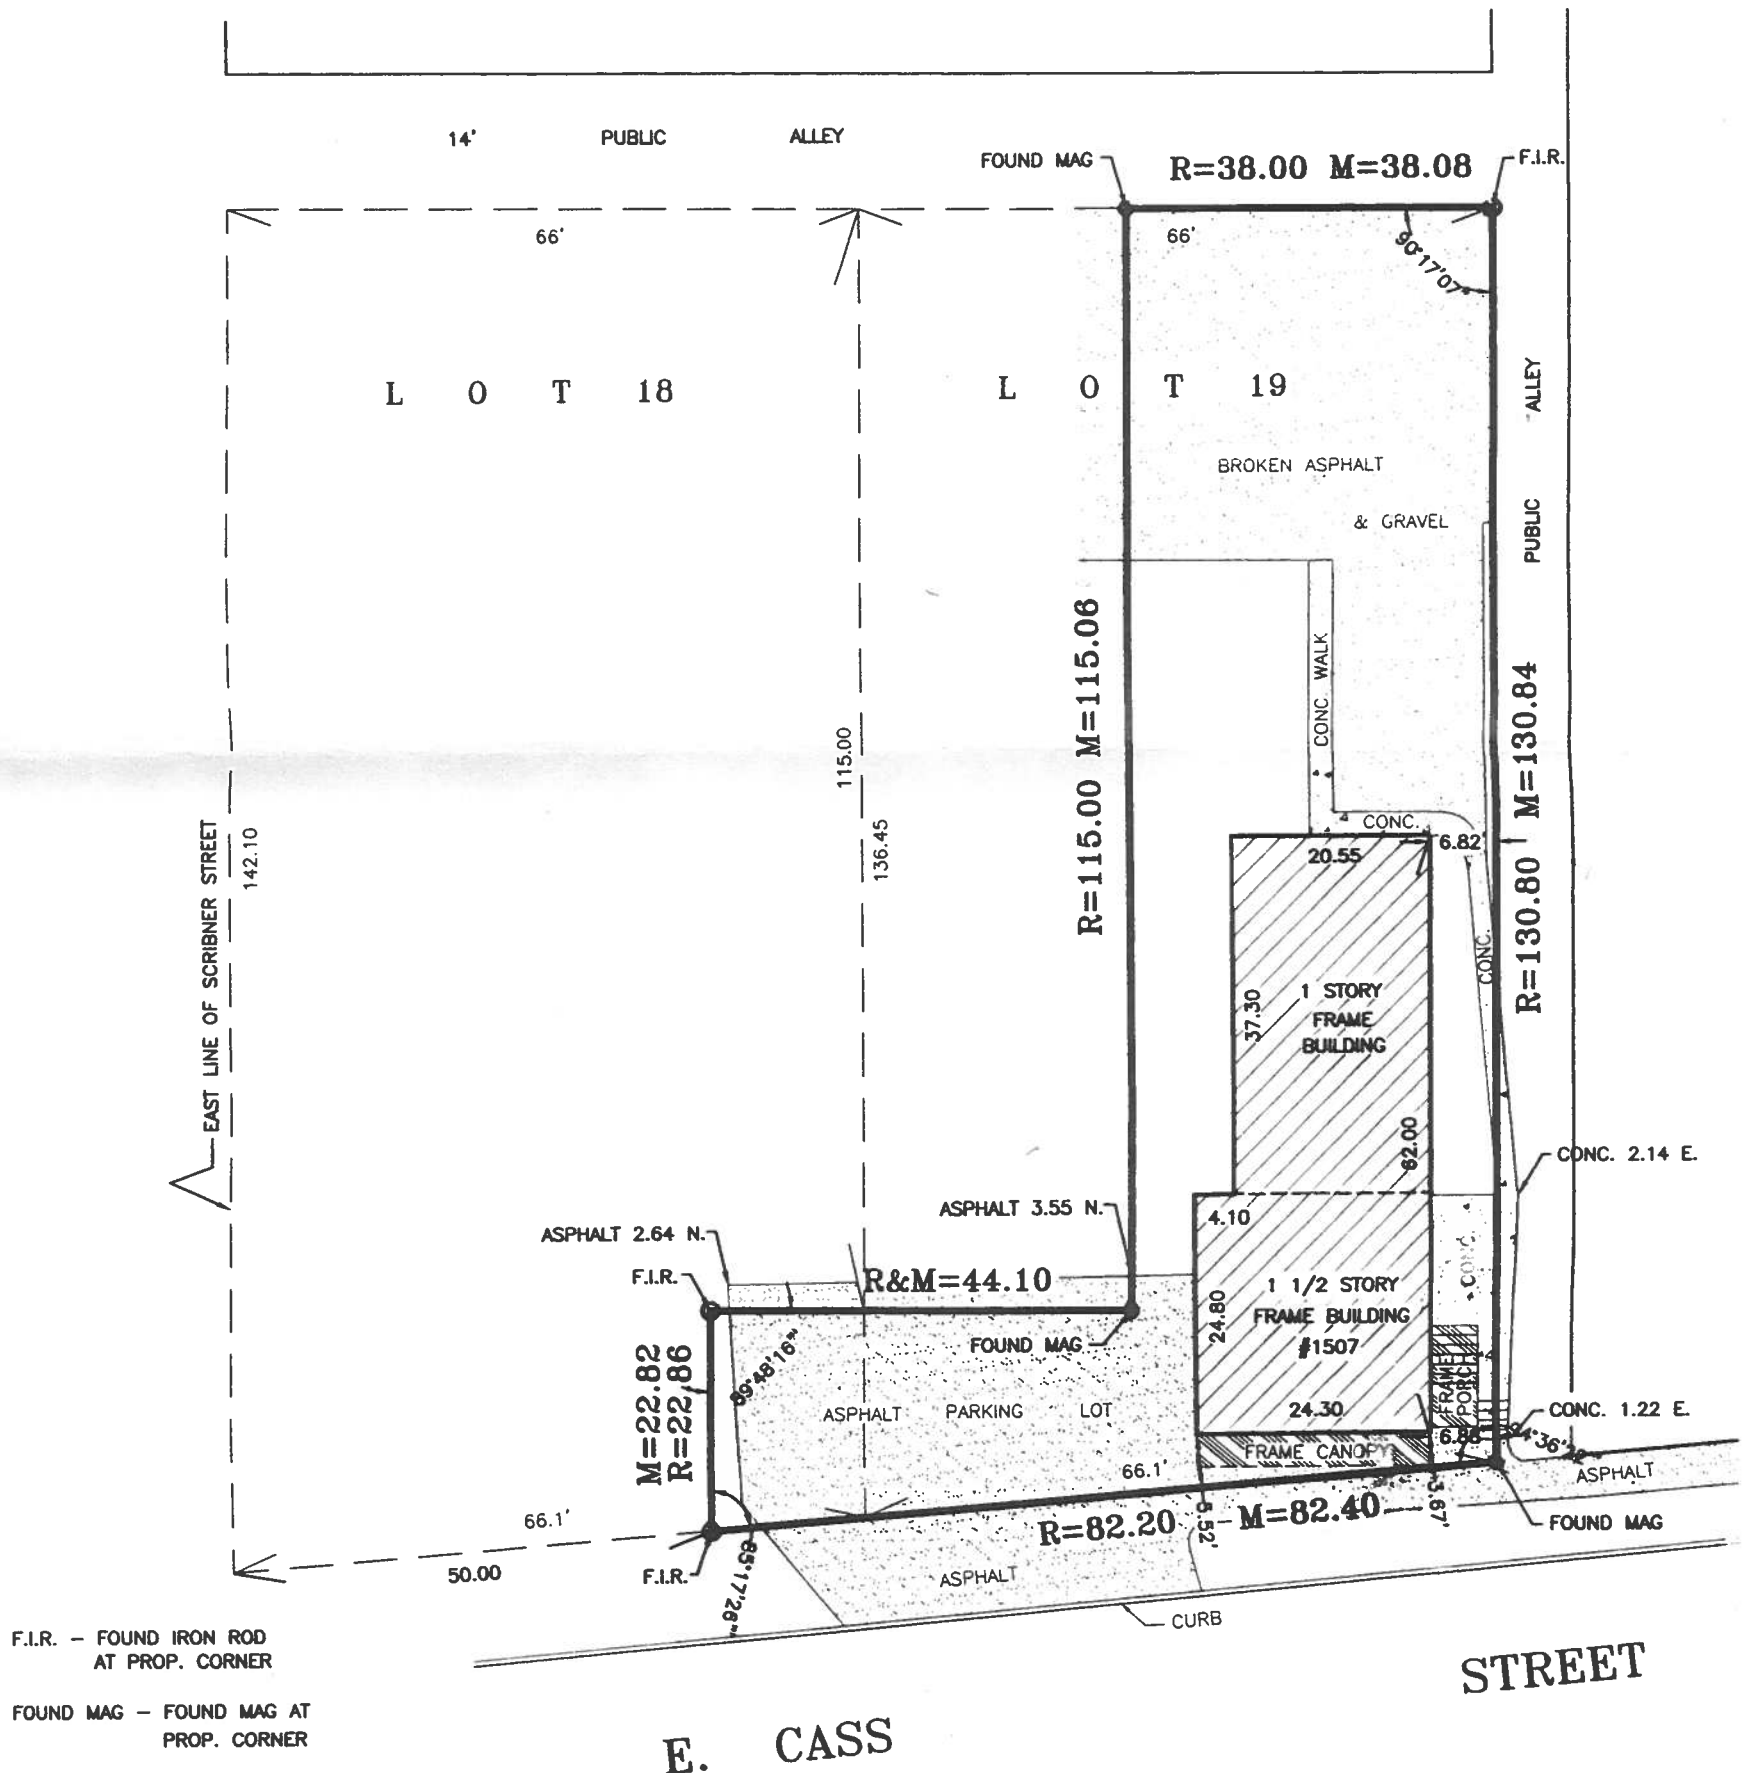 14' PUBLIC ALLEY
FOUND MAG
R=38.00 M=38.08
F.I.R.
66'
66'
90°17'07"
L O T 18
L O T 19
PUBLIC ALLEY
BROKEN ASPHALT
& GRAVEL
CONC. WALK
R=115.00 M=115.06
R=130.80 M=130.84
115.00
136.45
142.10
EAST LINE OF SCRIBNER STREET
CONC.
20.55
6.82'
CONC.
37.30
1 STORY
FRAME
BUILDING
62.00
CONC. 2.14 E.
ASPHALT 3.55 N.
4.10
ASPHALT 2.64 N.
CONC.
F.I.R.
R&M=44.10
1 1/2 STORY
FRAME BUILDING
#1507
24.80
FOUND MAG
M=22.82
R=22.86
89°48'16"
FRAME
PORCH
ASPHALT PARKING LOT
24.30
CONC. 1.22 E.
FRAME CANOPY
66.1'
ASPHALT
66.1'
R=82.20 M=82.40
5.52'
3.67'
FOUND MAG
50.00
F.I.R.
85°17'26"
ASPHALT
CURB
F.I.R. - FOUND IRON ROD
AT PROP. CORNER
FOUND MAG - FOUND MAG AT
PROP. CORNER
E. CASS STREET